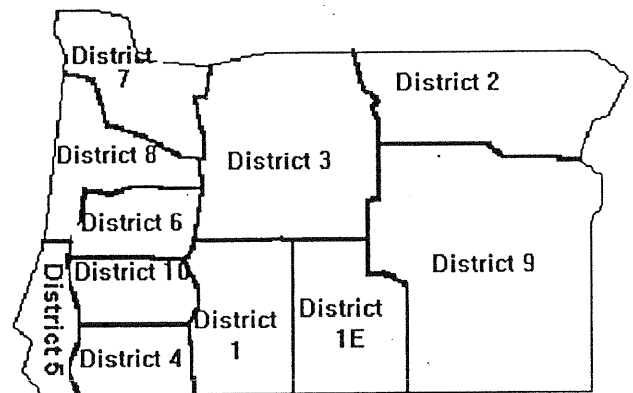 District
7
District 2
District 8
District 3
District 6
District 9
District 10
District 5
District
1
District
1E
District 4